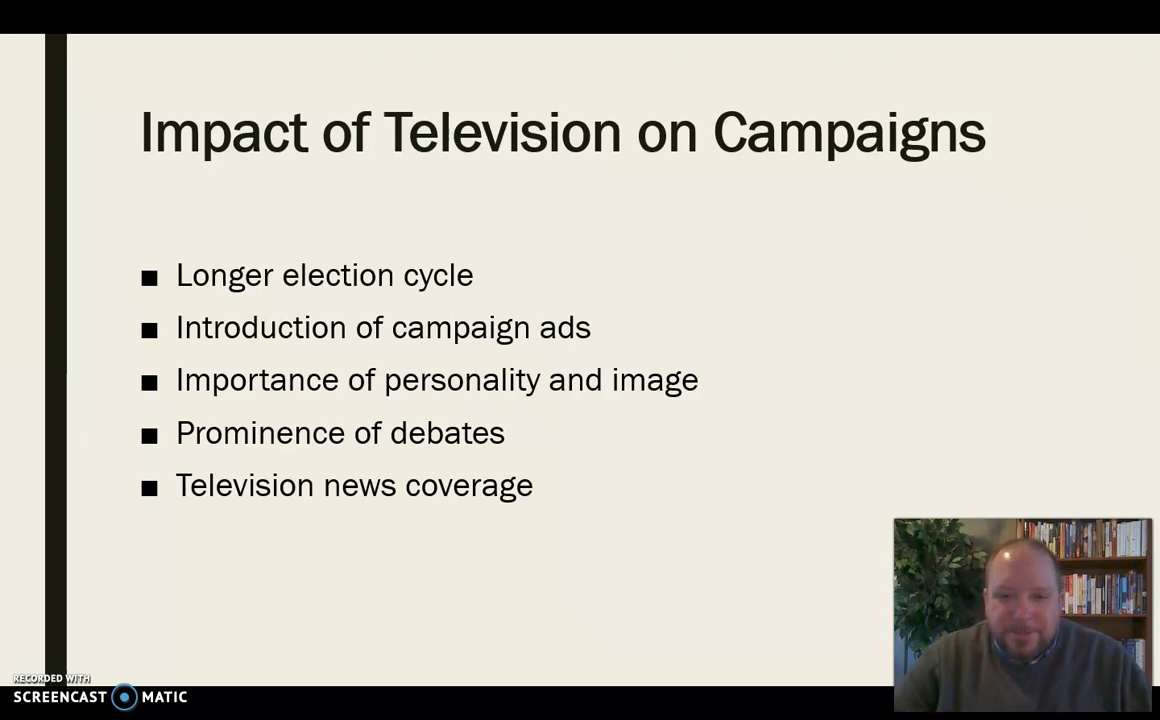 Impact of Television on Campaigns
■ Longer election cycle
■ Introduction of campaign ads
■ Importance of personality and image
■ Prominence of debates
■ Television news coverage
RECORDED WITH
SCREENCAST MATIC